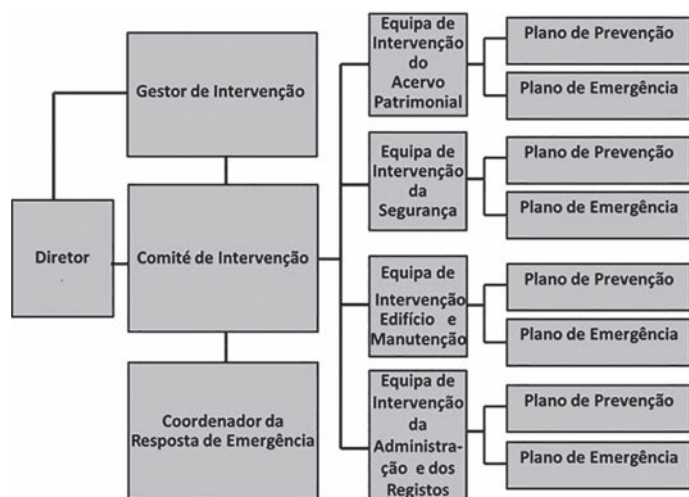 Diretor
Gestor de Intervenção
Comité de Intervenção
Coordenador da
Resposta de Emergência
Equipa de
Intervenção
do
Acervo
Patrimonial
Plano de Prevenção
Plano de Emergência
Equipa de
Intervenção
da
Segurança
Plano de Prevenção
Plano de Emergência
Equipa de
Intervenção
Edifício e
Manutenção
Plano de Prevenção
Plano de Emergência
Equipa de
Intervenção
da
Administra-
ção e dos
Registos
Plano de Prevenção
Plano de Emergência